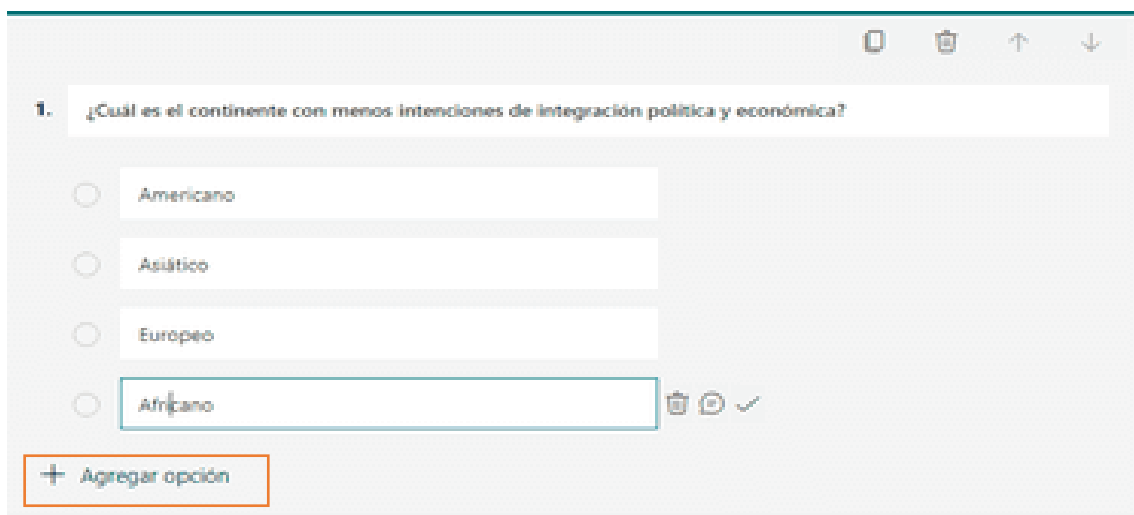 1. ¿Cuál es el continente con menos intenciones de integración política y económica?
Americano
Asiático
Europeo
Africano
+ Agregar opción